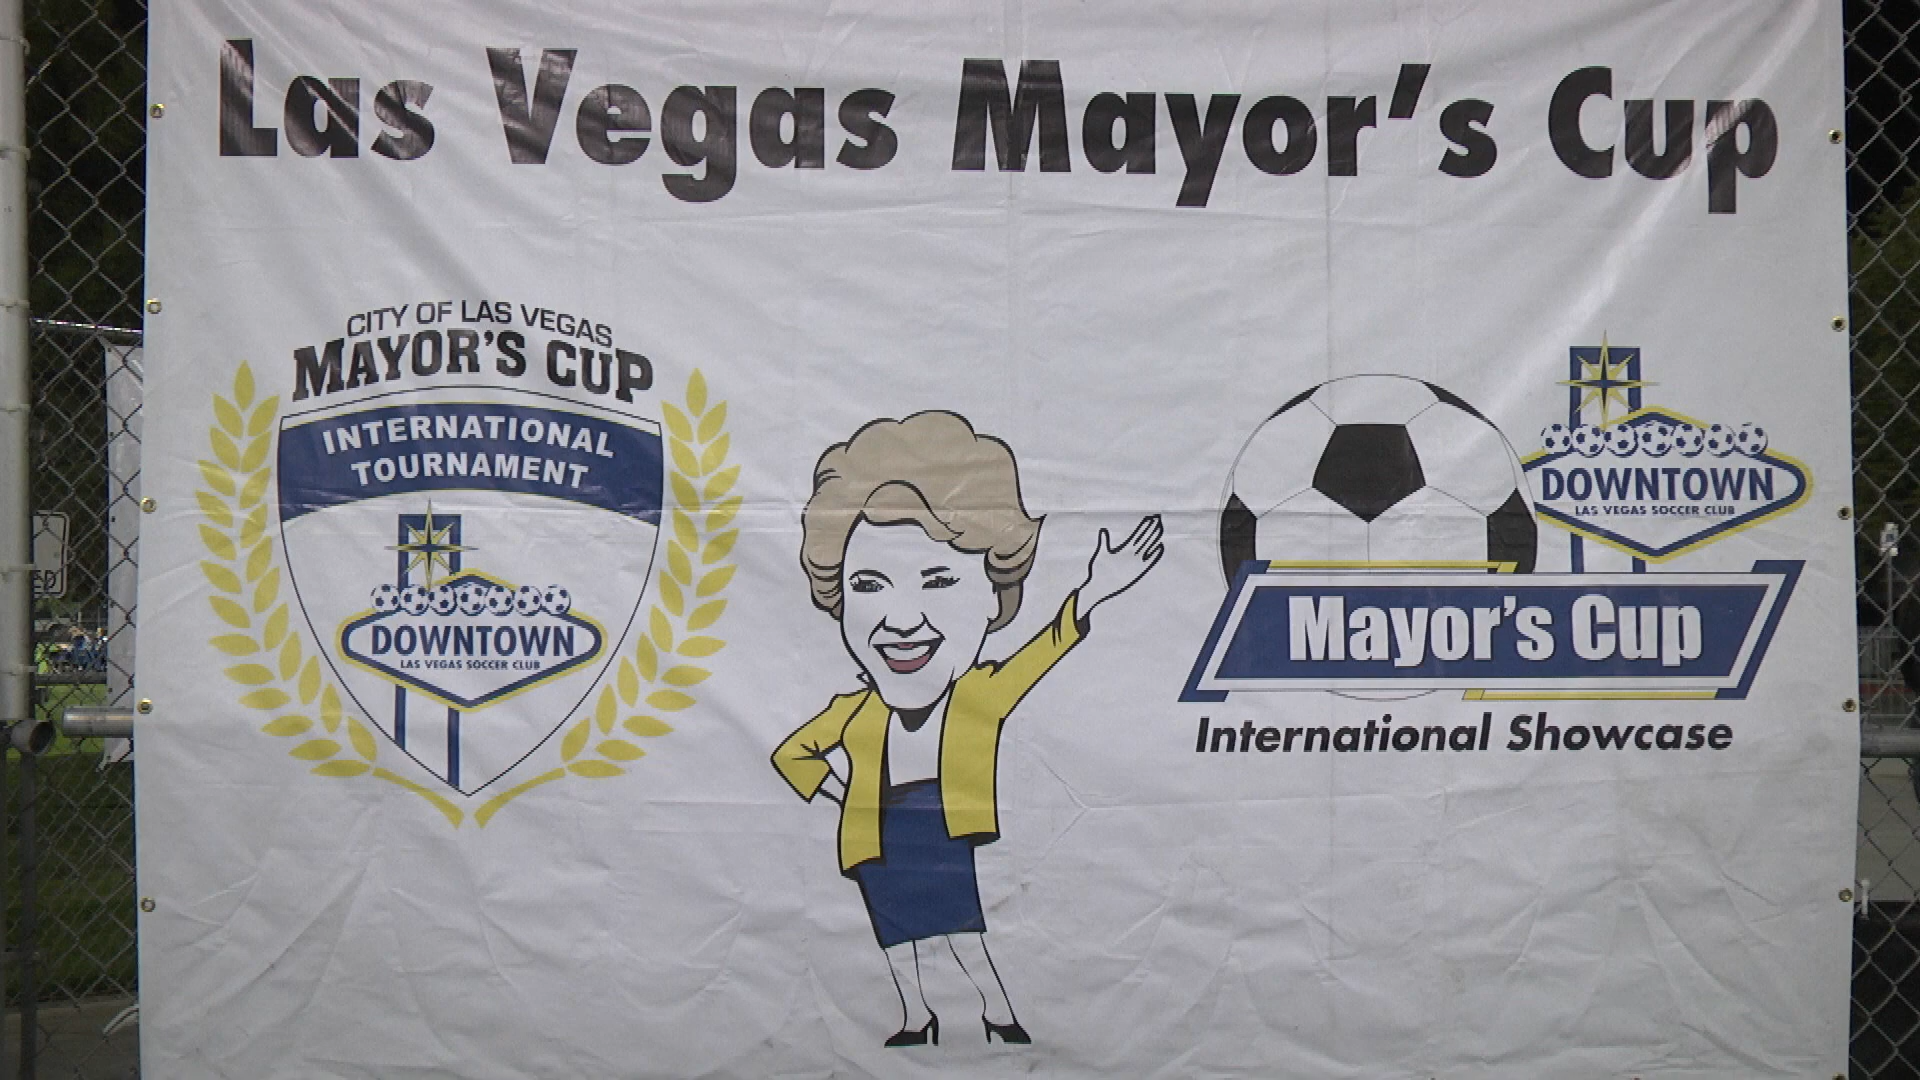 Las Vegas Mayor's Cup
CITY OF LAS VEGAS
MAYOR'S CUP
INTERNATIONAL
TOURNAMENT
DOWNTOWN
LAS VEGAS SOCCER CLUB
DOWNTOWN
LAS VEGAS SOCCER CLUB
Mayor's Cup
International Showcase